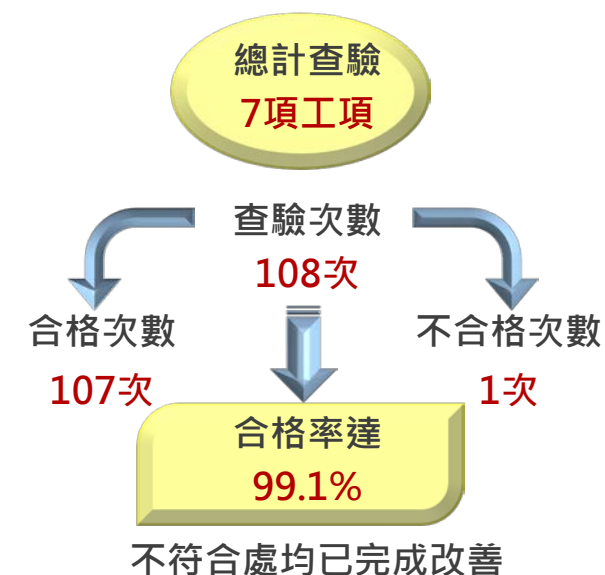 總計查驗
7項工項
查驗次數
108次
合格次數
107次
不合格次數
1次
合格率達
99.1%
不符合處均已完成改善